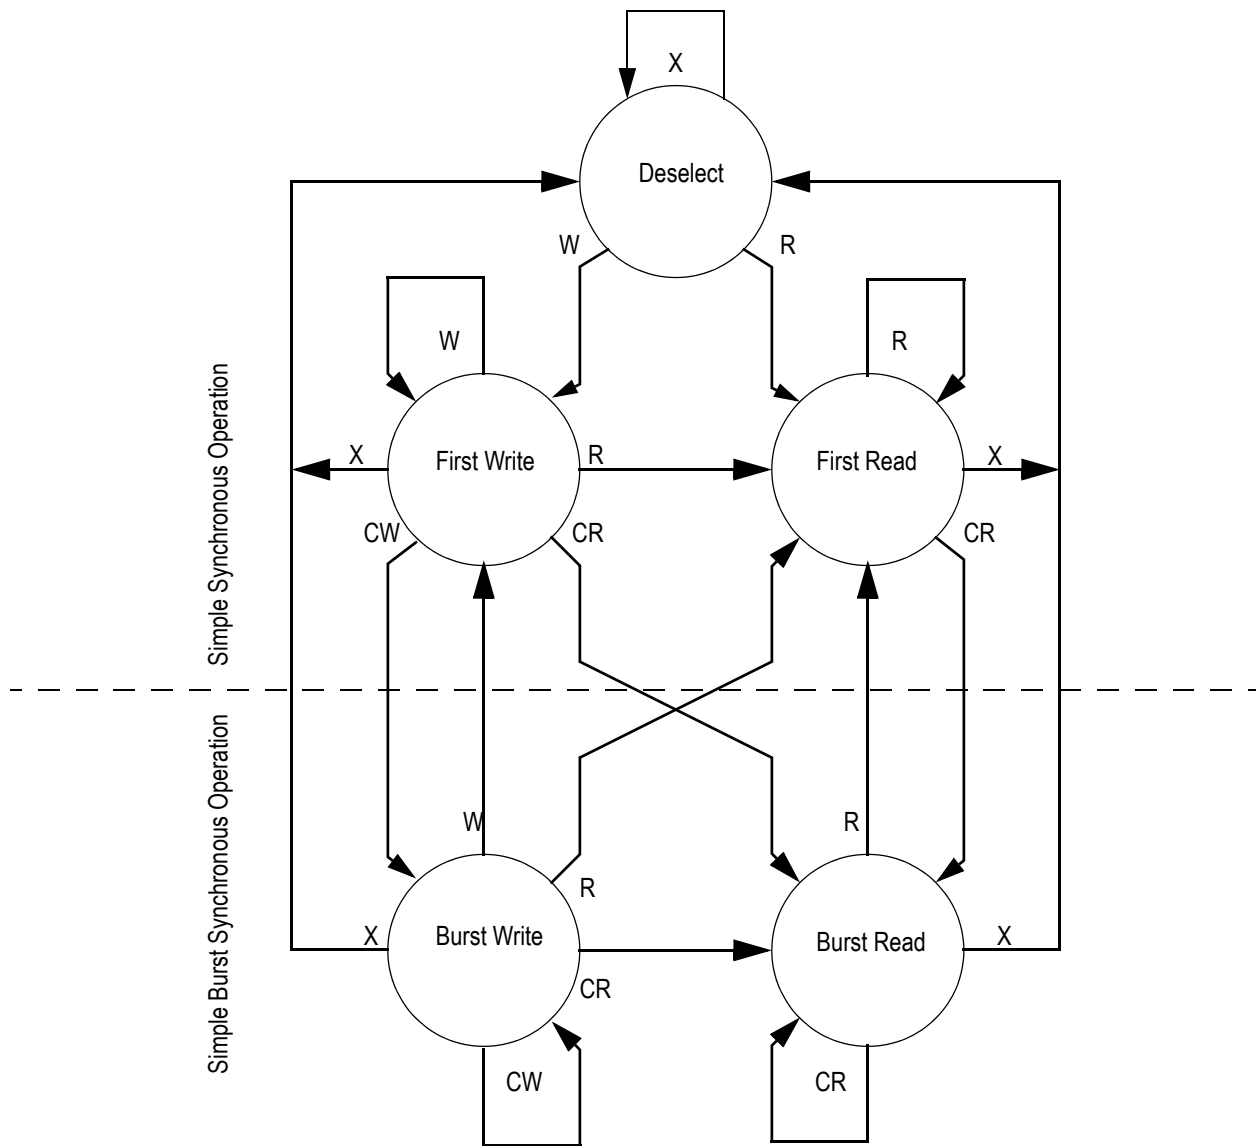 X
Deselect
W
R
W
R
Simple Synchronous Operation
X
First Write
R
First Read
X
CW
CR
CR
Simple Burst Synchronous Operation
W
R
R
X
Burst Write
Burst Read
X
CR
CW
CR